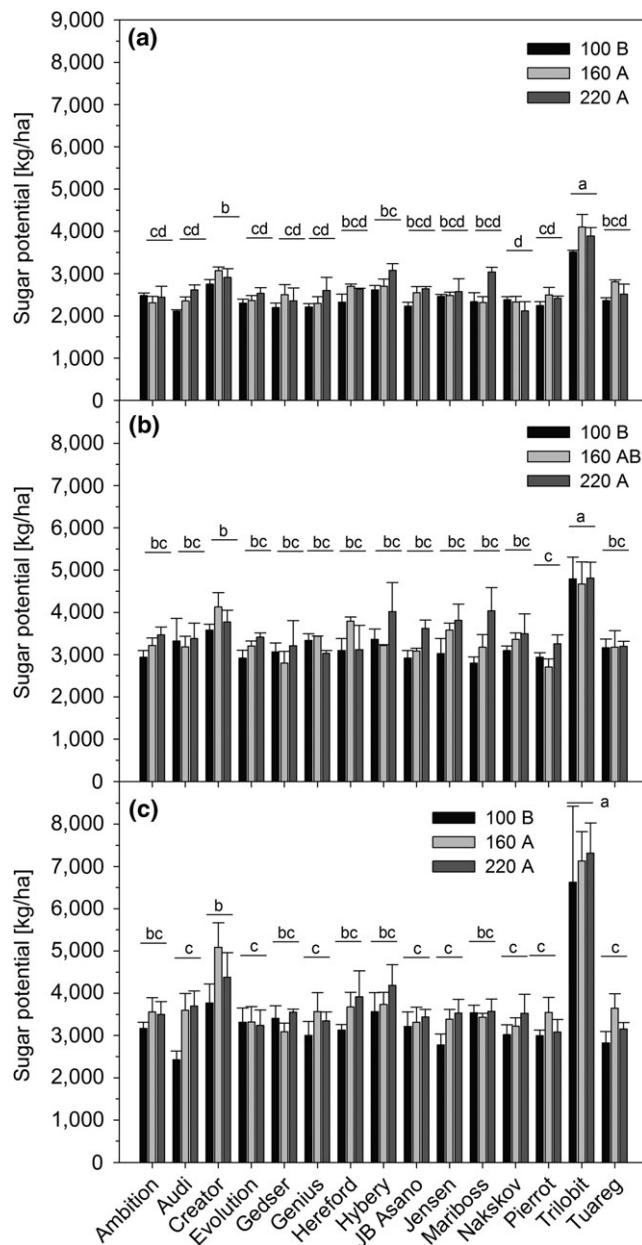 (a)
Sugar potential [kg/ha]
9,000
8,000
7,000
6,000
5,000
4,000
3,000
2,000
1,000
0
100 B
160 A
220 A
cd cd b cd cd cd bcd bc bcd bcd bcd d cd a bcd
(b)
Sugar potential [kg/ha]
8,000
7,000
6,000
5,000
4,000
3,000
2,000
1,000
0
100 B
160 AB
220 A
bc bc b bc bc bc bc bc bc bc bc bc c a bc
(c)
Sugar potential [kg/ha]
8,000
7,000
6,000
5,000
4,000
3,000
2,000
1,000
0
100 B
160 A
220 A
bc c b c bc c bc bc c c bc c c a c
Ambition
Audi
Creator
Evolution
Gedser
Genius
Hereford
Hybery
JB Asano
Jensen
Mariboss
Nakskov
Pierrot
Trilobit
Tuareg